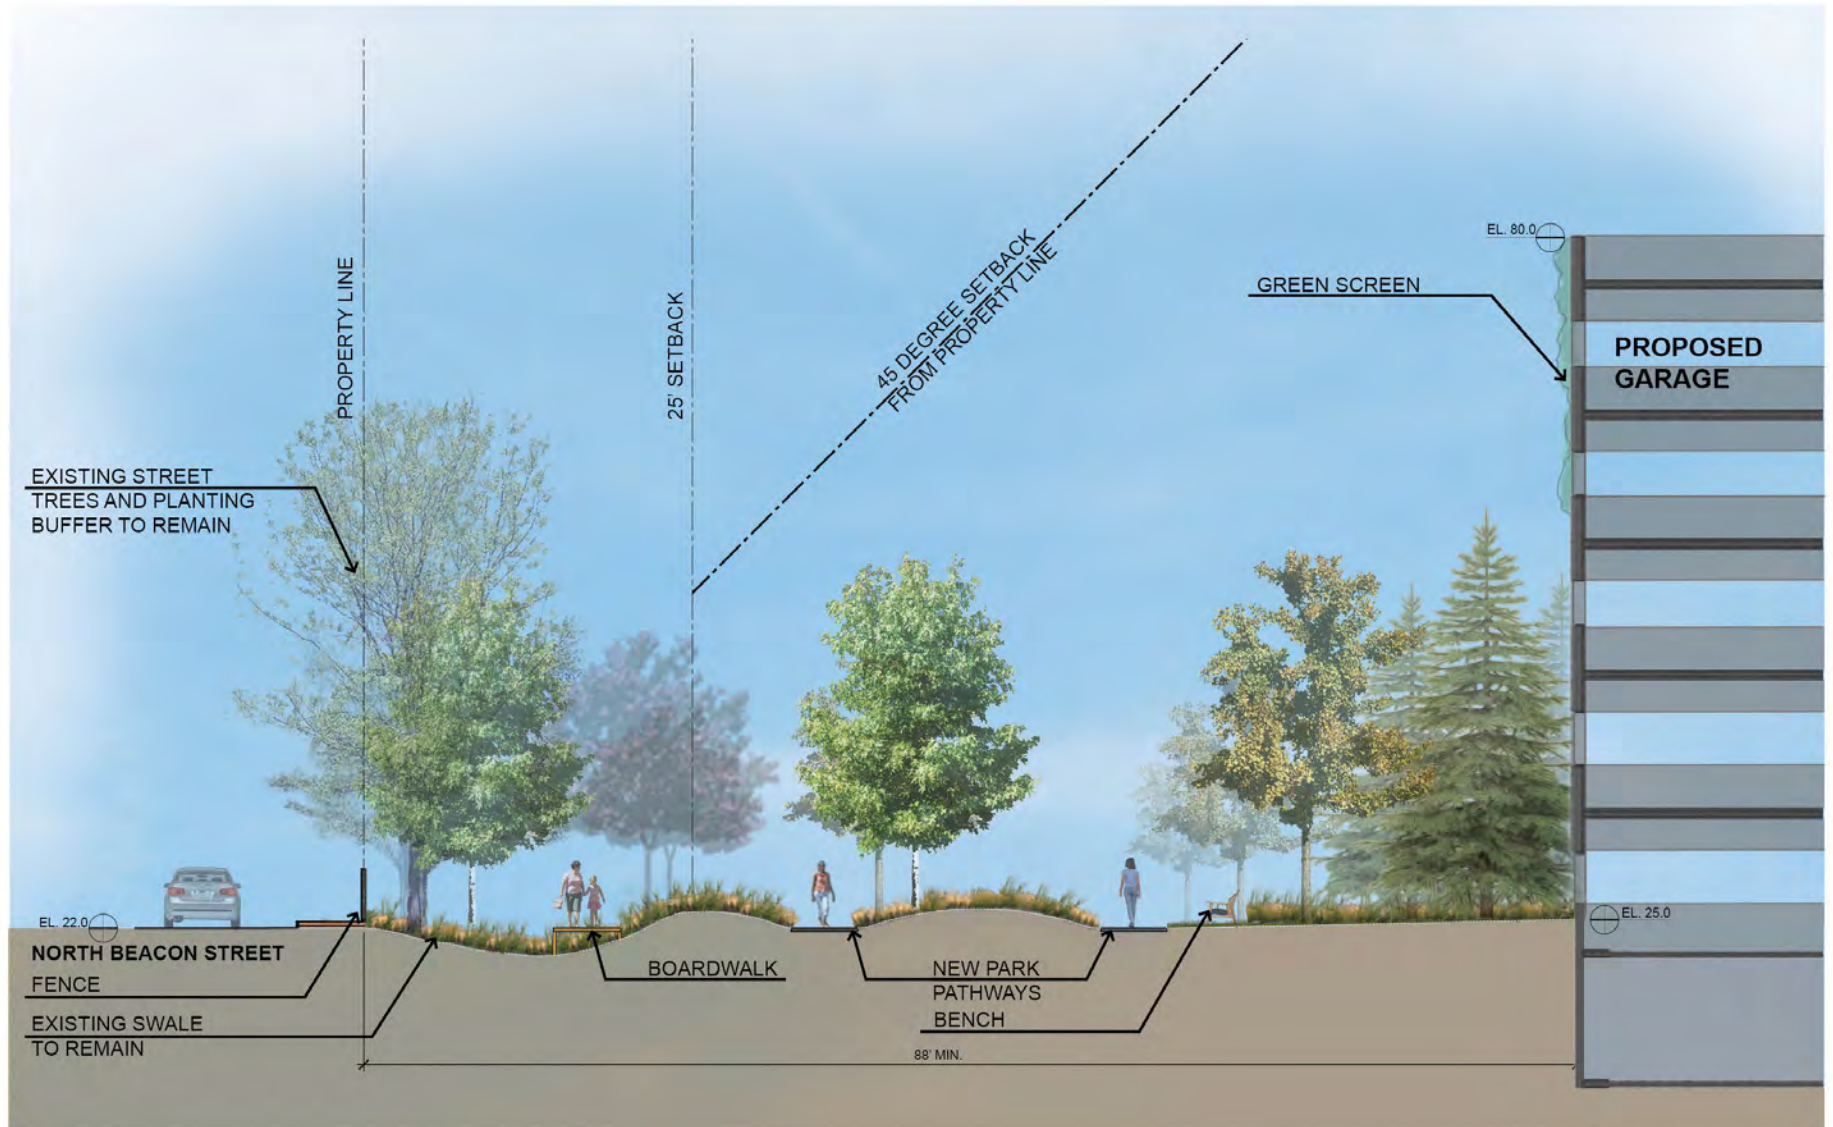 PROPERTY LINE
25' SETBACK
45 DEGREE SETBACK
FROM PROPERTY LINE
EL. 80.0
GREEN SCREEN
PROPOSED
GARAGE
EXISTING STREET
TREES AND PLANTING
BUFFER TO REMAIN
EL. 22.0
EL. 25.0
NORTH BEACON STREET
FENCE
BOARDWALK
NEW PARK
PATHWAYS
BENCH
EXISTING SWALE
TO REMAIN
88' MIN.